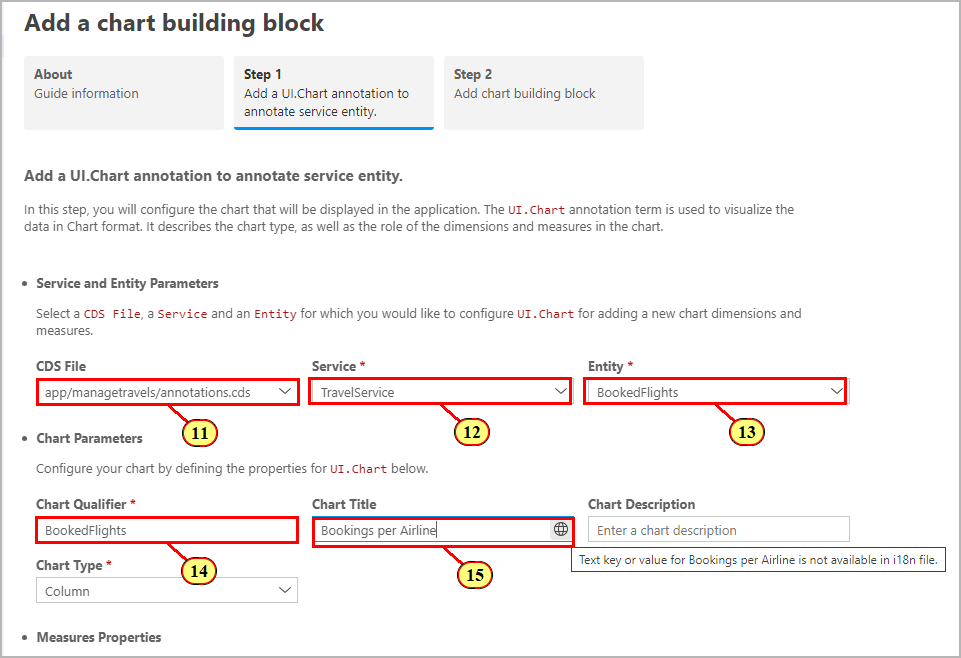 Add a chart building block
About
Guide information
Step 1
Add a UI.Chart annotation to
annotate service entity.
Step 2
Add chart building block
Add a UI.Chart annotation to annotate service entity.
In this step, you will configure the chart that will be displayed in the application. The UI.Chart annotation term is used to visualize the
data in Chart format. It describes the chart type, as well as the role of the dimensions and measures in the chart.
• Service and Entity Parameters
Select a CDS File, a Service and an Entity for which you would like to configure UI.Chart for adding a new chart dimensions and
measures.
CDS File
Service *
Entity *
app/managetravels/annotations.cds
TravelService
BookedFlights
11
12
13
• Chart Parameters
Configure your chart by defining the properties for UI.Chart below.
Chart Qualifier *
Chart Title
Chart Description
BookedFlights
Bookings per Airline
Enter a chart description
Text key or value for Bookings per Airline is not available in i18n file.
14
15
Chart Type *
Column
• Measures Properties